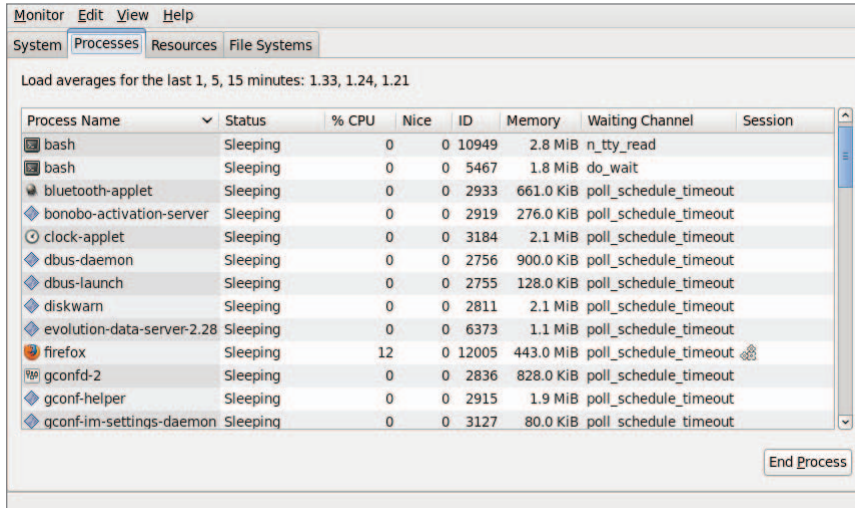 Monitor Edit View Help
System Processes Resources File Systems
Load averages for the last 1, 5, 15 minutes: 1.33, 1.24, 1.21
Process Name Status % CPU Nice ID Memory Waiting Channel Session
bash Sleeping 0 0 10949 2.8 MiB n_tty_read
bash Sleeping 0 0 5467 1.8 MiB do_wait
bluetooth-applet Sleeping 0 0 2933 661.0 KiB poll_schedule_timeout
bonobo-activation-server Sleeping 0 0 2919 276.0 KiB poll_schedule_timeout
clock-applet Sleeping 0 0 3184 2.1 MiB poll_schedule_timeout
dbus-daemon Sleeping 0 0 2756 900.0 KiB poll_schedule_timeout
dbus-launch Sleeping 0 0 2755 128.0 KiB poll_schedule_timeout
diskwarn Sleeping 0 0 2811 2.1 MiB poll_schedule_timeout
evolution-data-server-2.28 Sleeping 0 0 6373 1.1 MiB poll_schedule_timeout
firefox Sleeping 12 0 12005 443.0 MiB poll_schedule_timeout
gconfd-2 Sleeping 0 0 2836 828.0 KiB poll_schedule_timeout
gconf-helper Sleeping 0 0 2915 1.9 MiB poll_schedule_timeout
gconf-im-settings-daemon Sleeping 0 0 3127 80.0 KiB poll_schedule_timeout
End Process